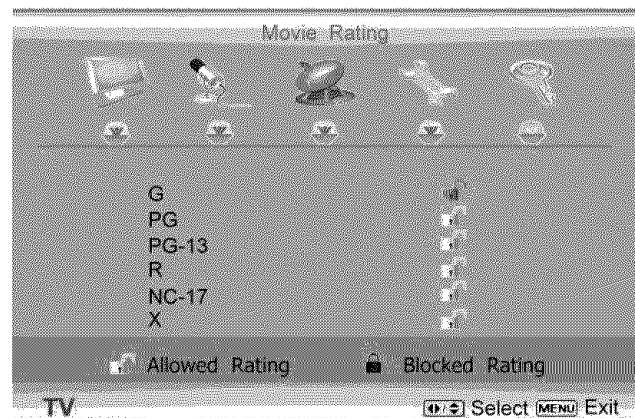 Movie Rating
G
PG
PG-13
R
NC-17
X
Allowed Rating Blocked Rating
TV Select MENU Exit